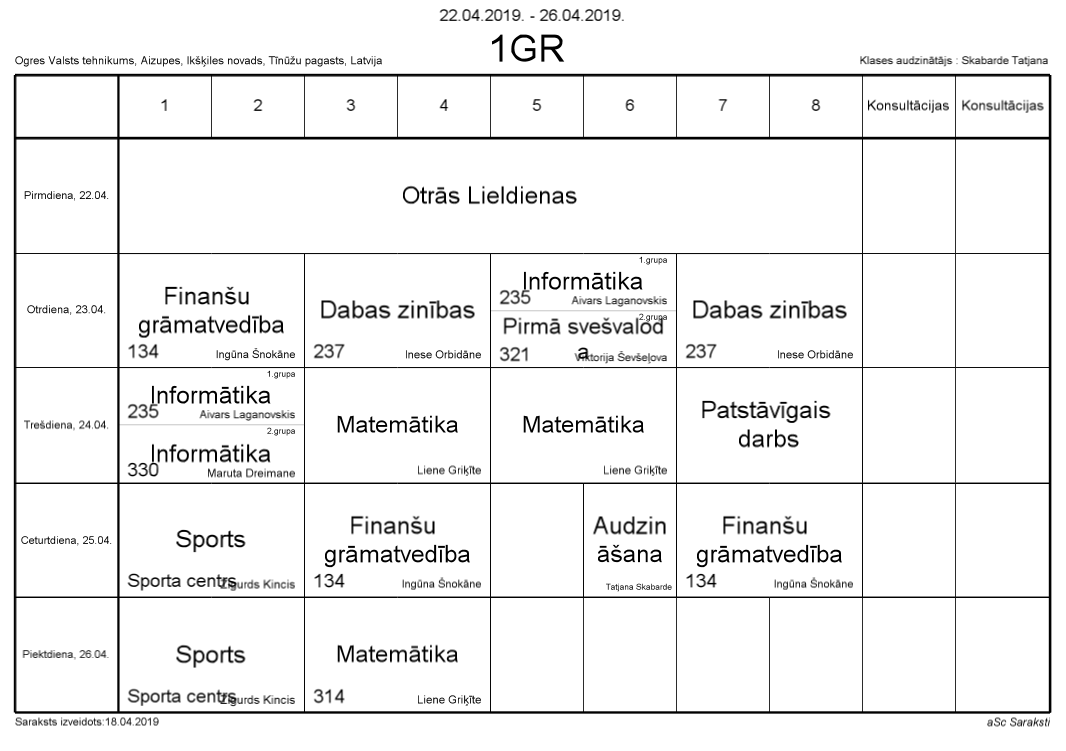 22.04.2019. - 26.04.2019.
1GR
Ogres Valsts tehnikums, Aizupes, Ikšķiles novads, Tīnūžu pagasts, Latvija
Klases audzinātājs : Skabarde Tatjana
1 2 3 4 5 6 7 8 Konsultācijas Konsultācijas
Pirmdiena, 22.04.
Otrās Lieldienas
Otrdiena, 23.04.
Finanšu
grāmatvedība
134 Ingūna Šnokāne
Dabas zinības
237 Inese Orbidāne
1.grupa
Informātika
235 Aivars Laganovskis
2.grupa
Pirmā svešvalod
a
321 Viktorija Ševšeļova
Dabas zinības
237 Inese Orbidāne
Trešdiena, 24.04.
1.grupa
Informātika
235 Aivars Laganovskis
2.grupa
Informātika
330 Maruta Dreimane
Matemātika
Liene Griķīte
Matemātika
Liene Griķīte
Patstāvīgais
darbs
Ceturtdiena, 25.04.
Sports
Sporta centrs Zigurds Kincis
Finanšu
grāmatvedība
134 Ingūna Šnokāne
Audzin
āšana
Tatjana Skabarde
Finanšu
grāmatvedība
134 Ingūna Šnokāne
Piektdiena, 26.04.
Sports
Sporta centrs Zigurds Kincis
Matemātika
314 Liene Griķīte
Saraksts izveidots:18.04.2019
aSc Saraksti